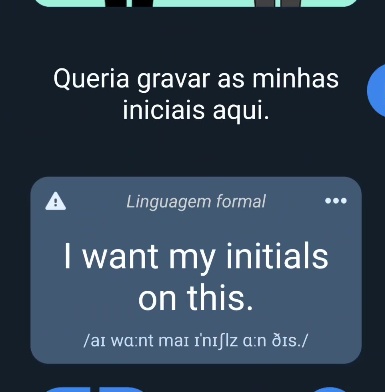 Queria gravar as minhas
iniciais aqui.
Linguagem formal
I want my initials
on this.
/aɪ wɑːnt maɪ ɪˈnɪʃlz ɑːn ðɪs./